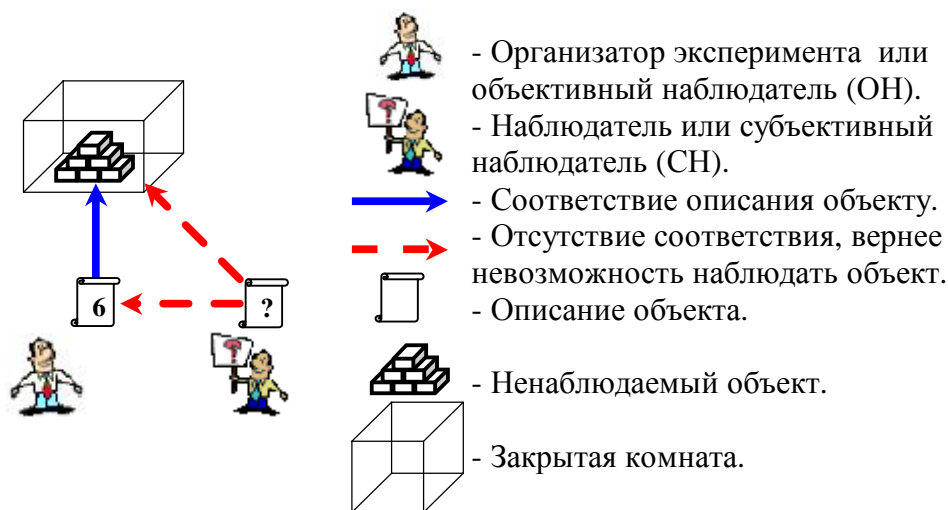 6
?
- Организатор эксперимента или
объективный наблюдатель (ОН).
- Наблюдатель или субъективный
наблюдатель (СН).
- Соответствие описания объекту.
- Отсутствие соответствия, вернее
невозможность наблюдать объект.
- Описание объекта.
- Ненаблюдаемый объект.
- Закрытая комната.